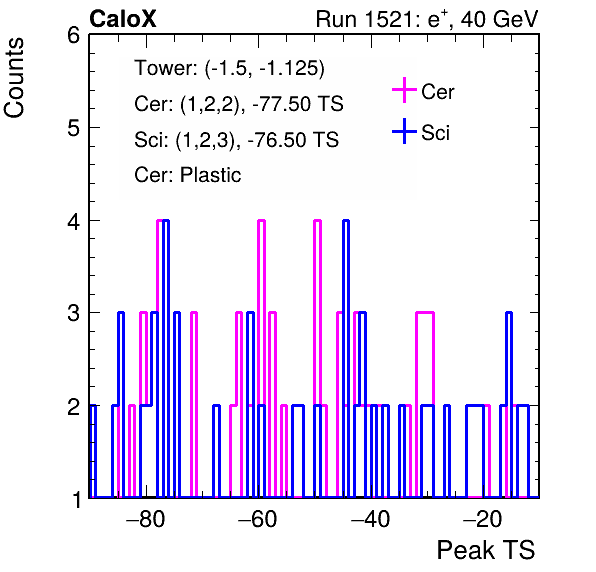 CaloX Run 1521: e⁺, 40 GeV
Counts
6
5
4
3
2
1
Tower: (-1.5, -1.125)
Cer: (1,2,2), -77.50 TS
Sci: (1,2,3), -76.50 TS
Cer: Plastic
Cer
Sci
−80 −60 −40 −20
Peak TS